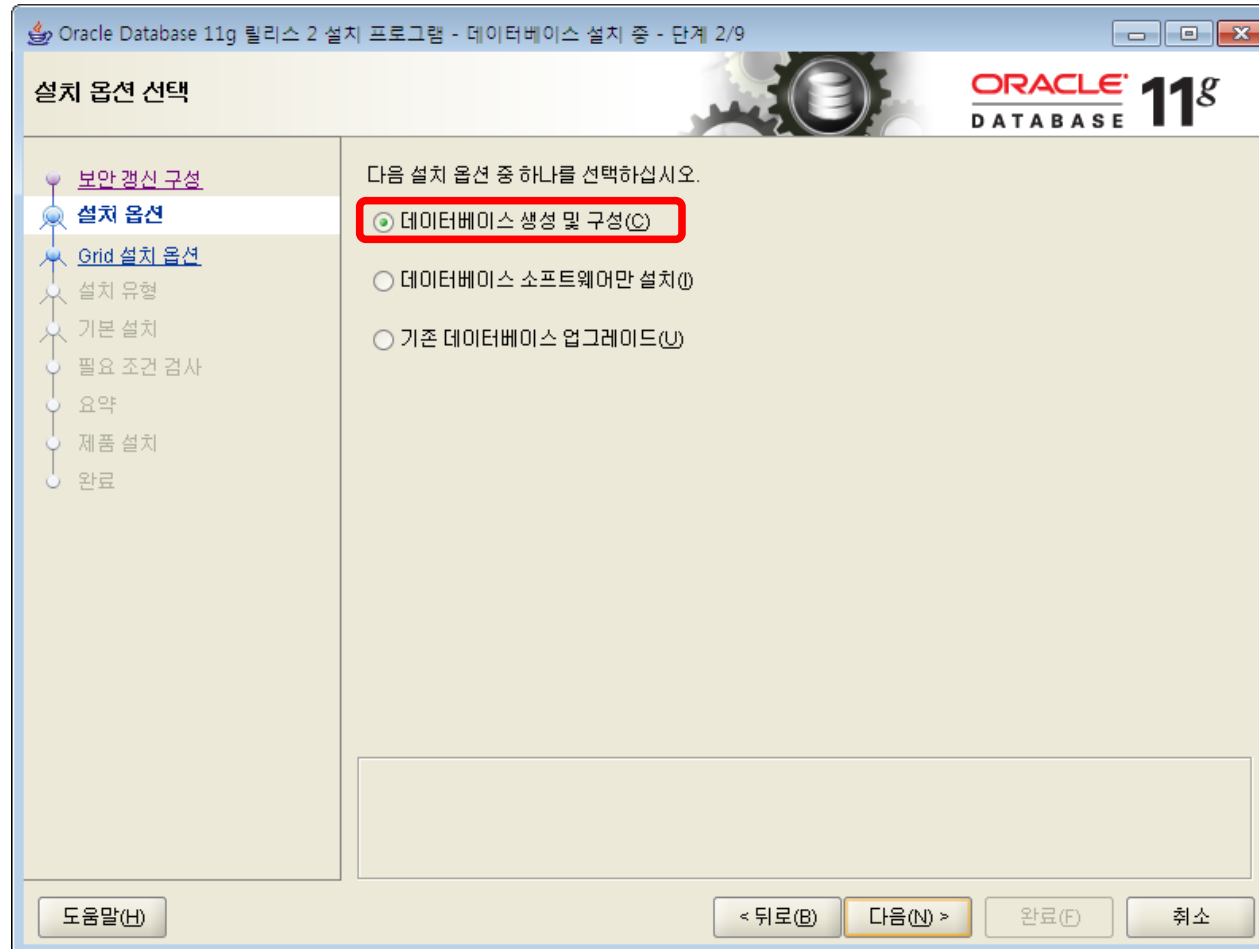 Oracle Database 11g 릴리스 2 설치 프로그램 - 데이터베이스 설치 중 - 단계 2/9
설치 옵션 선택
ORACLE
DATABASE
11g
보안 갱신 구성
설치 옵션
Grid 설치 옵션
설치 유형
기본 설치
필요 조건 검사
요약
제품 설치
완료
다음 설치 옵션 중 하나를 선택하십시오.
데이터베이스 생성 및 구성(C)
데이터베이스 소프트웨어만 설치(I)
기존 데이터베이스 업그레이드(U)
도움말(H)
< 뒤로(B)
다음(N) >
완료(F)
취소